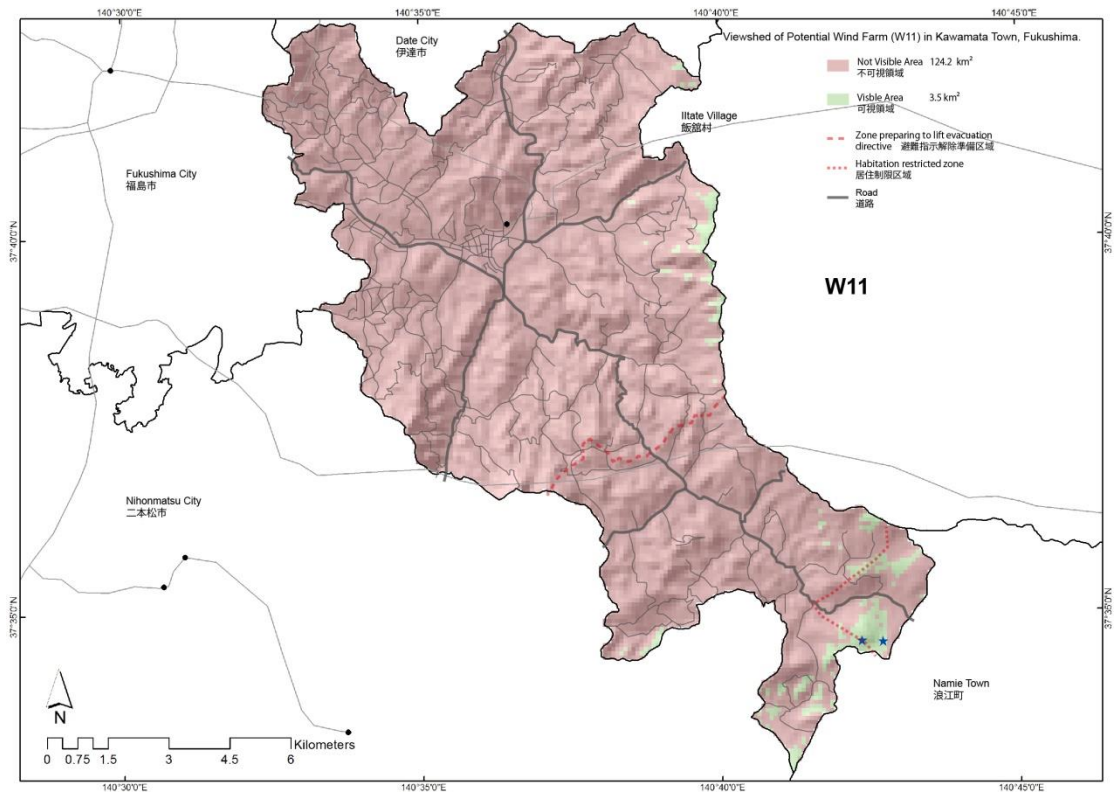 140°30'0"E
140°35'0"E
140°40'0"E
140°45'0"E
Viewshed of Potential Wind Farm (W11) in Kawamata Town, Fukushima.
Not Visible Area 124.2 km²
不可視領域
Visble Area 3.5 km²
可視領域
Zone preparing to lift evacuation
directive 避難指示解除準備区域
Habitation restricted zone
居住制限区域
Road
道路
Date City
伊達市
IItate Village
飯舘村
Fukushima City
福島市
37°40'0"N
37°40'0"N
W11
Nihonmatsu City
二本松市
37°35'0"N
37°35'0"N
Namie Town
浪江町
N
Kilometers
0 0.75 1.5 3 4.5 6
140°30'0"E
140°35'0"E
140°40'0"E
140°45'0"E